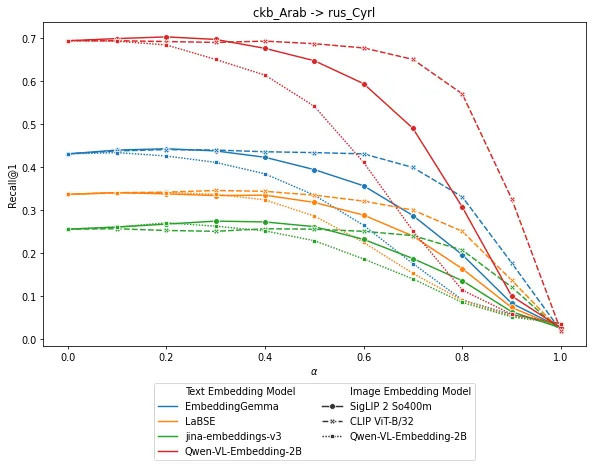 ckb_Arab -> rus_Cyrl
Recall@1
0.7
0.6
0.5
0.4
0.3
0.2
0.1
0.0
0.0 0.2 0.4 0.6 0.8 1.0
α
Text Embedding Model
EmbeddingGemma
LaBSE
jina-embeddings-v3
Qwen-VL-Embedding-2B
Image Embedding Model
SigLIP 2 So400m
CLIP ViT-B/32
Qwen-VL-Embedding-2B